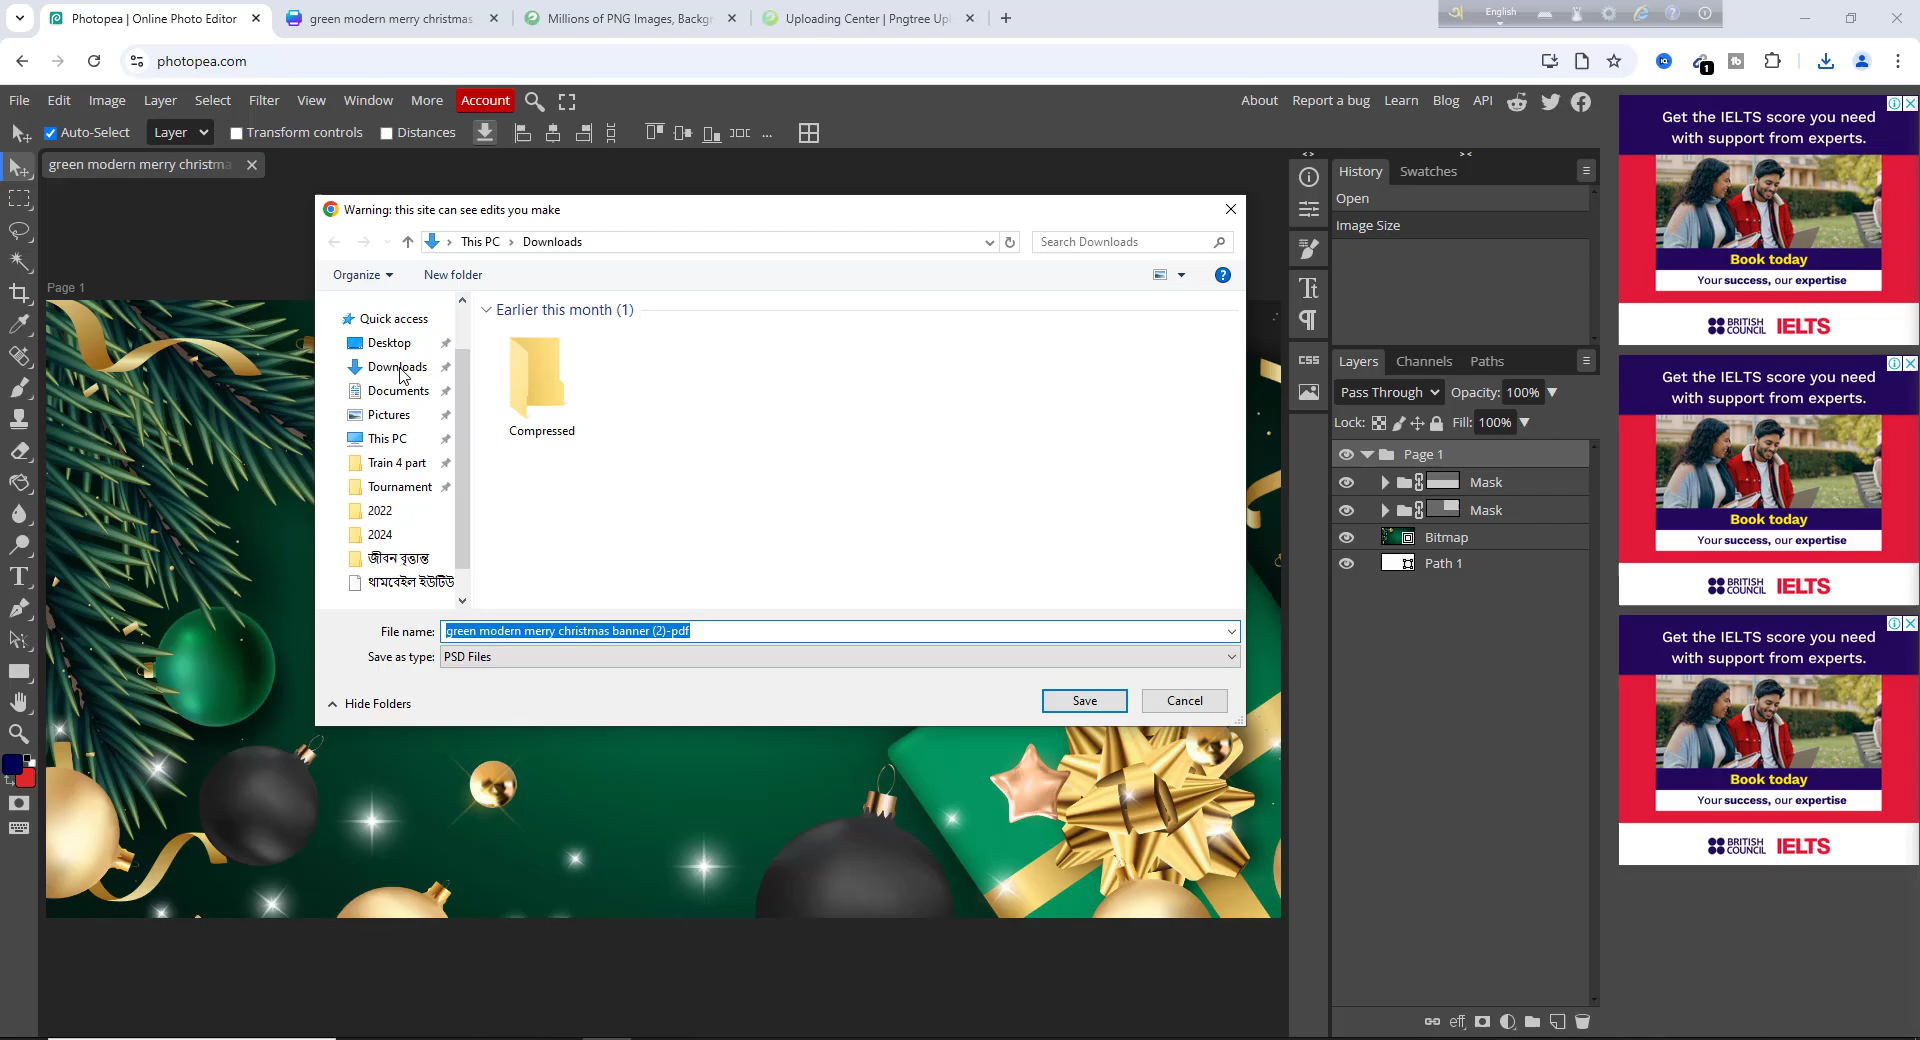 Photopea | Online Photo Editor
green modern merry christmas
Millions of PNG Images, Backgr
Uploading Center | Pngtree Upl
English
photopea.com
1
File Edit Image Layer Select Filter View Window More Account
About Report a bug Learn Blog API
Auto-Select Layer Transform controls Distances
green modern merry christma
History Swatches
Open
Image Size
Page 1
Warning: this site can see edits you make
This PC > Downloads
Search Downloads
Organize New folder
Quick access
Desktop
Downloads
Documents
Pictures
This PC
Train 4 part
Tournament
2022
2024
জীবন বৃত্তান্ত
থামবেইল ইউটিউ
Earlier this month (1)
Compressed
File name: green modern merry christmas banner (2)-pdf
Save as type: PSD Files
Hide Folders
Save Cancel
CSS
Layers Channels Paths
Pass Through Opacity: 100%
Lock: Fill: 100%
Page 1
Mask
Mask
Bitmap
Path 1
eff
Get the IELTS score you need
with support from experts.
Book today
Your success, our expertise
BRITISH COUNCIL IELTS
Get the IELTS score you need
with support from experts.
Book today
Your success, our expertise
BRITISH COUNCIL IELTS
Get the IELTS score you need
with support from experts.
Book today
Your success, our expertise
BRITISH COUNCIL IELTS